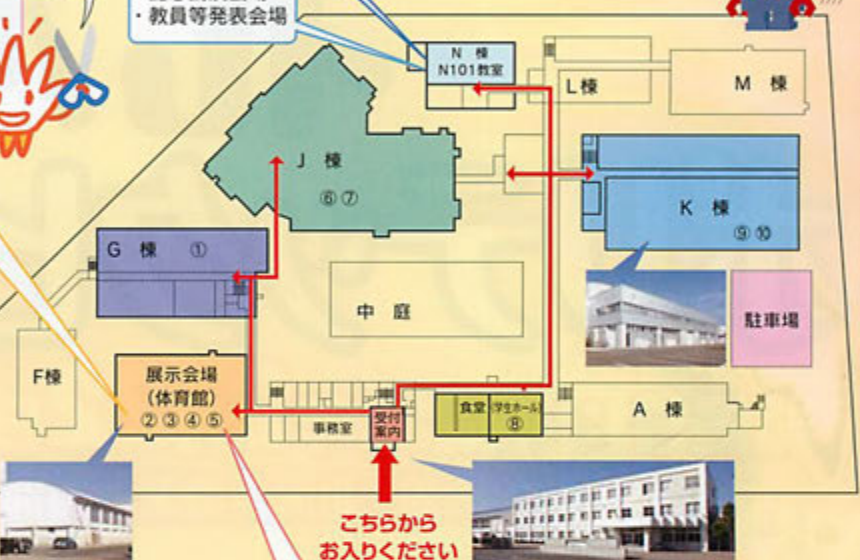 ・教員等発表会場
N 棟
N101教室
L棟
M 棟
J 棟
⑥⑦
K 棟
⑨⑩
G 棟 ①
中 庭
駐車場
F棟
展示会場
(体育館)
②③④⑤
事務室
受付
案内
食堂 (学生ホール)
⑧
A 棟
こちらから
お入りください